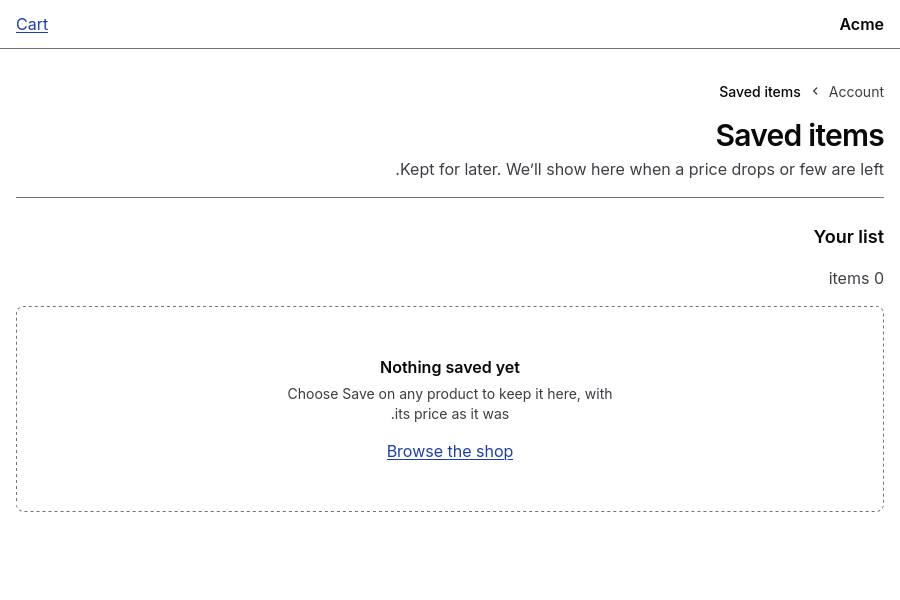 Acme
Cart
Account
Saved items
Saved items
Kept for later. We’ll show here when a price drops or few are left.
Your list
0 items
Nothing saved yet
Choose Save on any product to keep it here, with
its price as it was.
Browse the shop